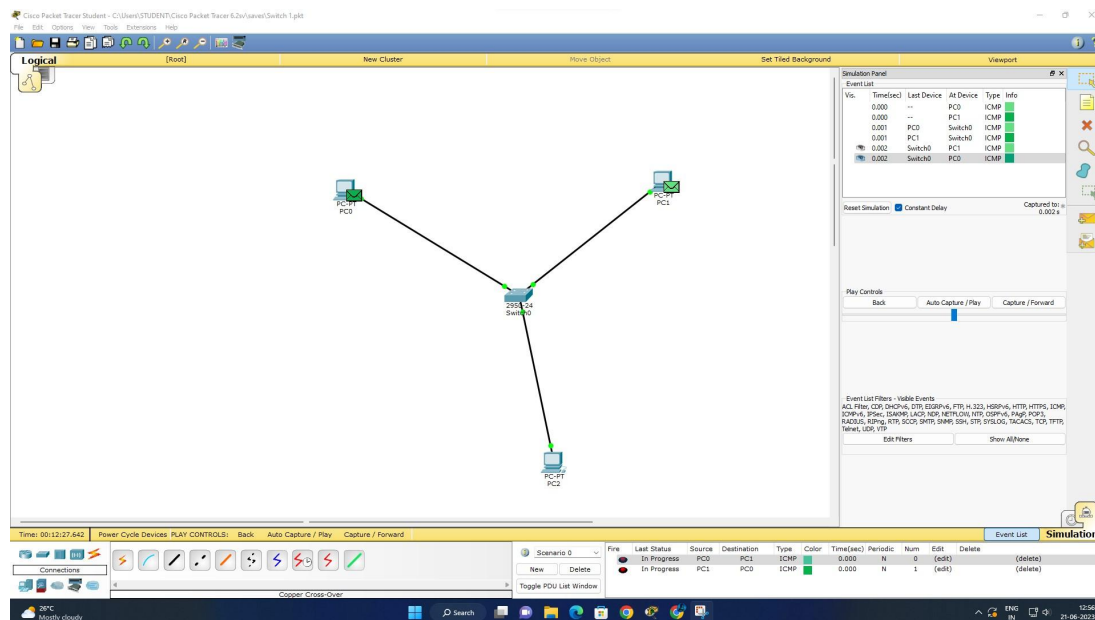 Cisco Packet Tracer Student - C:\Users\STUDENT\Cisco Packet Tracer 6.2sv\saves\Switch 1.pkt
File Edit Options View Tools Extensions Help
Logical [Root] New Cluster Move Object Set Tiled Background Viewport
Simulation Panel
Event List
Vis. Time(sec) Last Device At Device Type Info
0.000 -- PC0 ICMP
0.000 -- PC1 ICMP
0.001 PC0 Switch0 ICMP
0.001 PC1 Switch0 ICMP
0.002 Switch0 PC1 ICMP
0.002 Switch0 PC0 ICMP
PC-PT
PC0
PC-PT
PC1
Reset Simulation Constant Delay Captured to:
0.002 s
2950-24
Switch0
Play Controls
Back Auto Capture / Play Capture / Forward
Event List Filters - Visible Events
ACL Filter, CDP, DHCPv6, DTP, EIGRPv6, FTP, H.323, HSRPv6, HTTP, HTTPS, ICMP,
ICMPv6, IPSec, ISAKMP, LACP, NDP, NETFLOW, NTP, OSPFv6, PAgP, POP3,
RADIUS, RIPng, RTP, SCCP, SMTP, SNMP, SSH, STP, SYSLOG, TACACS, TCP, TFTP,
Telnet, UDP, VTP
Edit Filters Show All/None
PC-PT
PC2
Time: 00:12:27.642 Power Cycle Devices PLAY CONTROLS: Back Auto Capture / Play Capture / Forward Event List Simulation
Connections
Copper Cross-Over
Scenario 0
New Delete
Toggle PDU List Window
Fire Last Status Source Destination Type Color Time(sec) Periodic Num Edit Delete
In Progress PC0 PC1 ICMP 0.000 N 0 (edit) (delete)
In Progress PC1 PC0 ICMP 0.000 N 1 (edit) (delete)
26°C
Mostly cloudy
Search
ENG
IN
12:56
21-06-2023